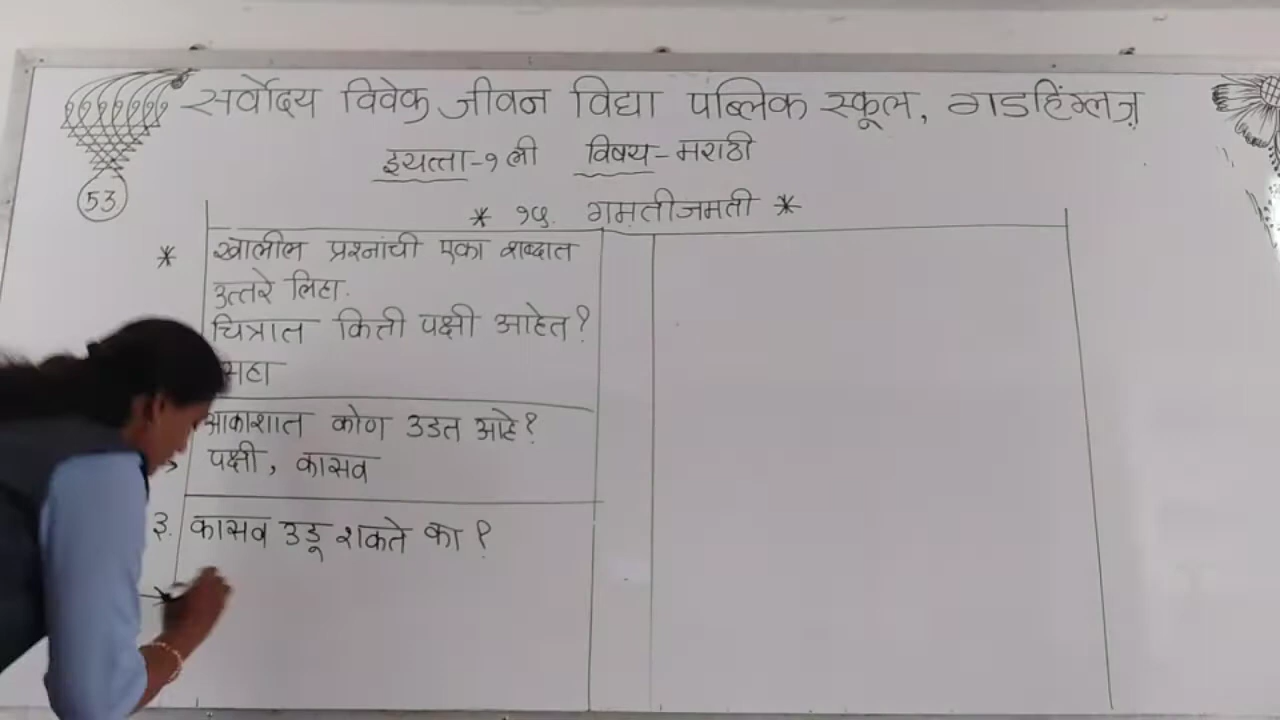 सर्वोदय विवेक जीवन विद्या पब्लिक स्कूल, गडहिंग्लज
इयत्ता-१ ली विषय-मराठी
53
* १५. गमतीजमती *
* खालील प्रश्नांची एका शब्दात
उत्तरे लिहा.
चित्रात किती पक्षी आहेत?
सहा
आकाशात कोण उडत आहे?
पक्षी, कासव
३. कासव उडू शकते का?